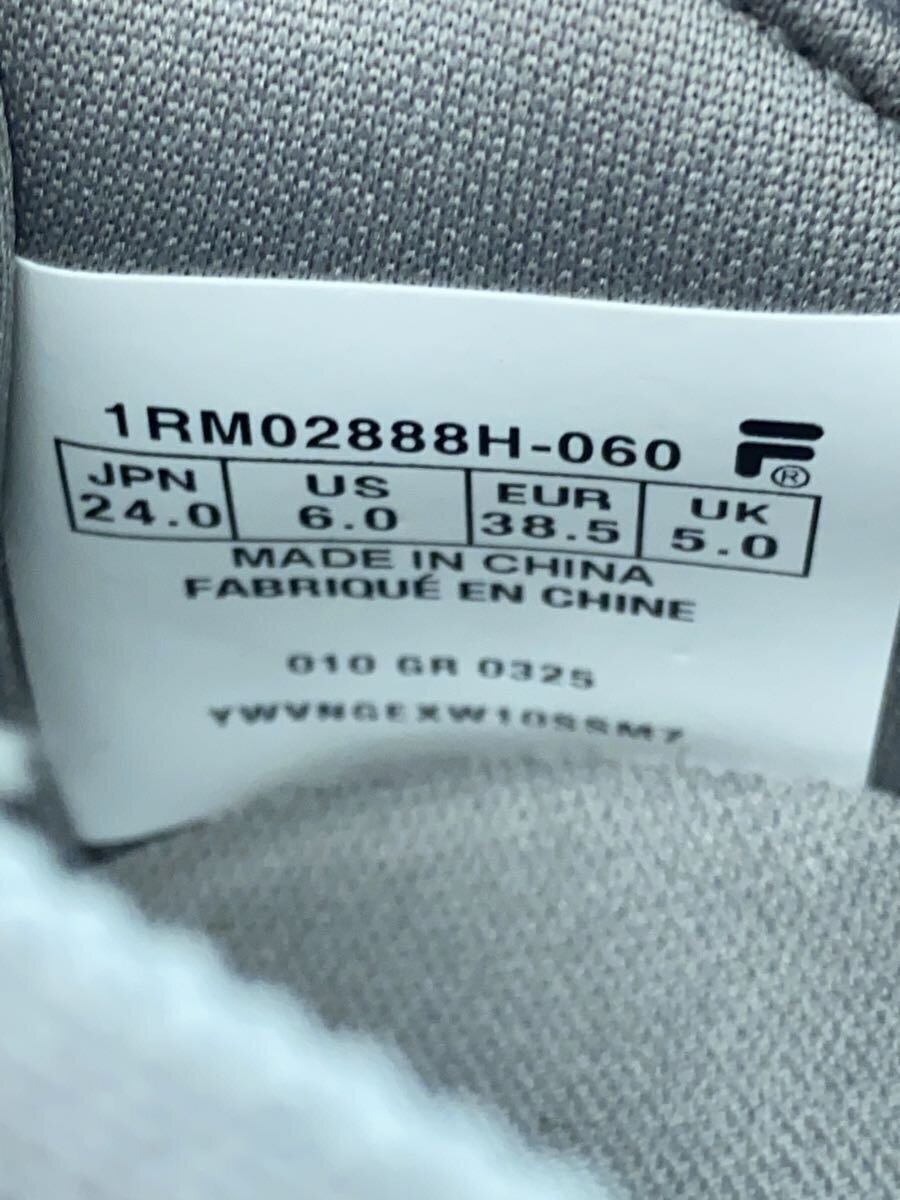 1RM02888H-060 F®
JPN US EUR UK
24.0 6.0 38.5 5.0
MADE IN CHINA
FABRIQUÉ EN CHINE
010 GR 0325
YWVNGEXW10SSM7